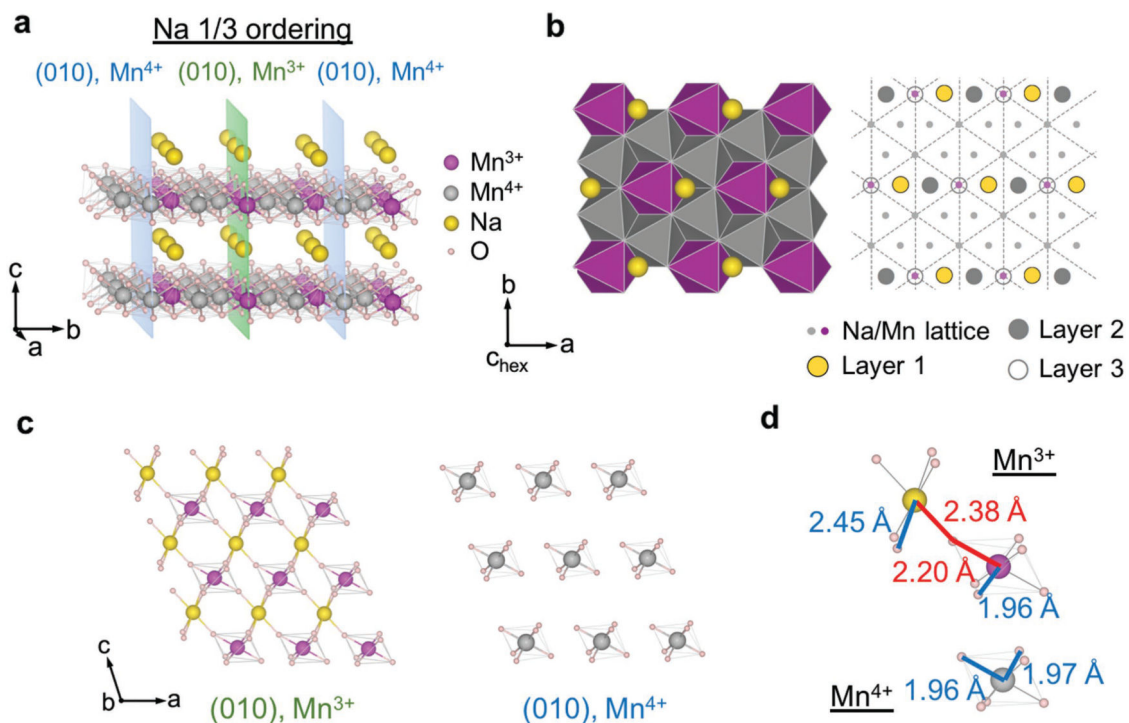 a
Na 1/3 ordering
(010), Mn⁴⁺ (010), Mn³⁺ (010), Mn⁴⁺
Mn³⁺
Mn⁴⁺
Na
O
c
b
a
b
b
c_hex
a
Na/Mn lattice
Layer 2
Layer 1
Layer 3
c
c
b
a
(010), Mn³⁺
(010), Mn⁴⁺
d
Mn³⁺
2.45 Å
2.38 Å
2.20 Å
1.96 Å
1.96 Å
1.97 Å
Mn⁴⁺